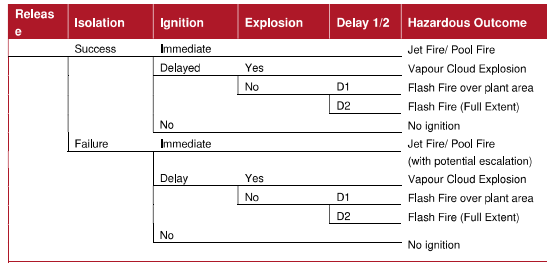 Releas
e Isolation Ignition Explosion Delay 1/2 Hazardous Outcome
Success Immediate Jet Fire/ Pool Fire
Delayed Yes Vapour Cloud Explosion
No D1 Flash Fire over plant area
D2 Flash Fire (Full Extent)
No No ignition
Failure Immediate Jet Fire/ Pool Fire
(with potential escalation)
Delay Yes Vapour Cloud Explosion
No D1 Flash Fire over plant area
D2 Flash Fire (Full Extent)
No
No ignition